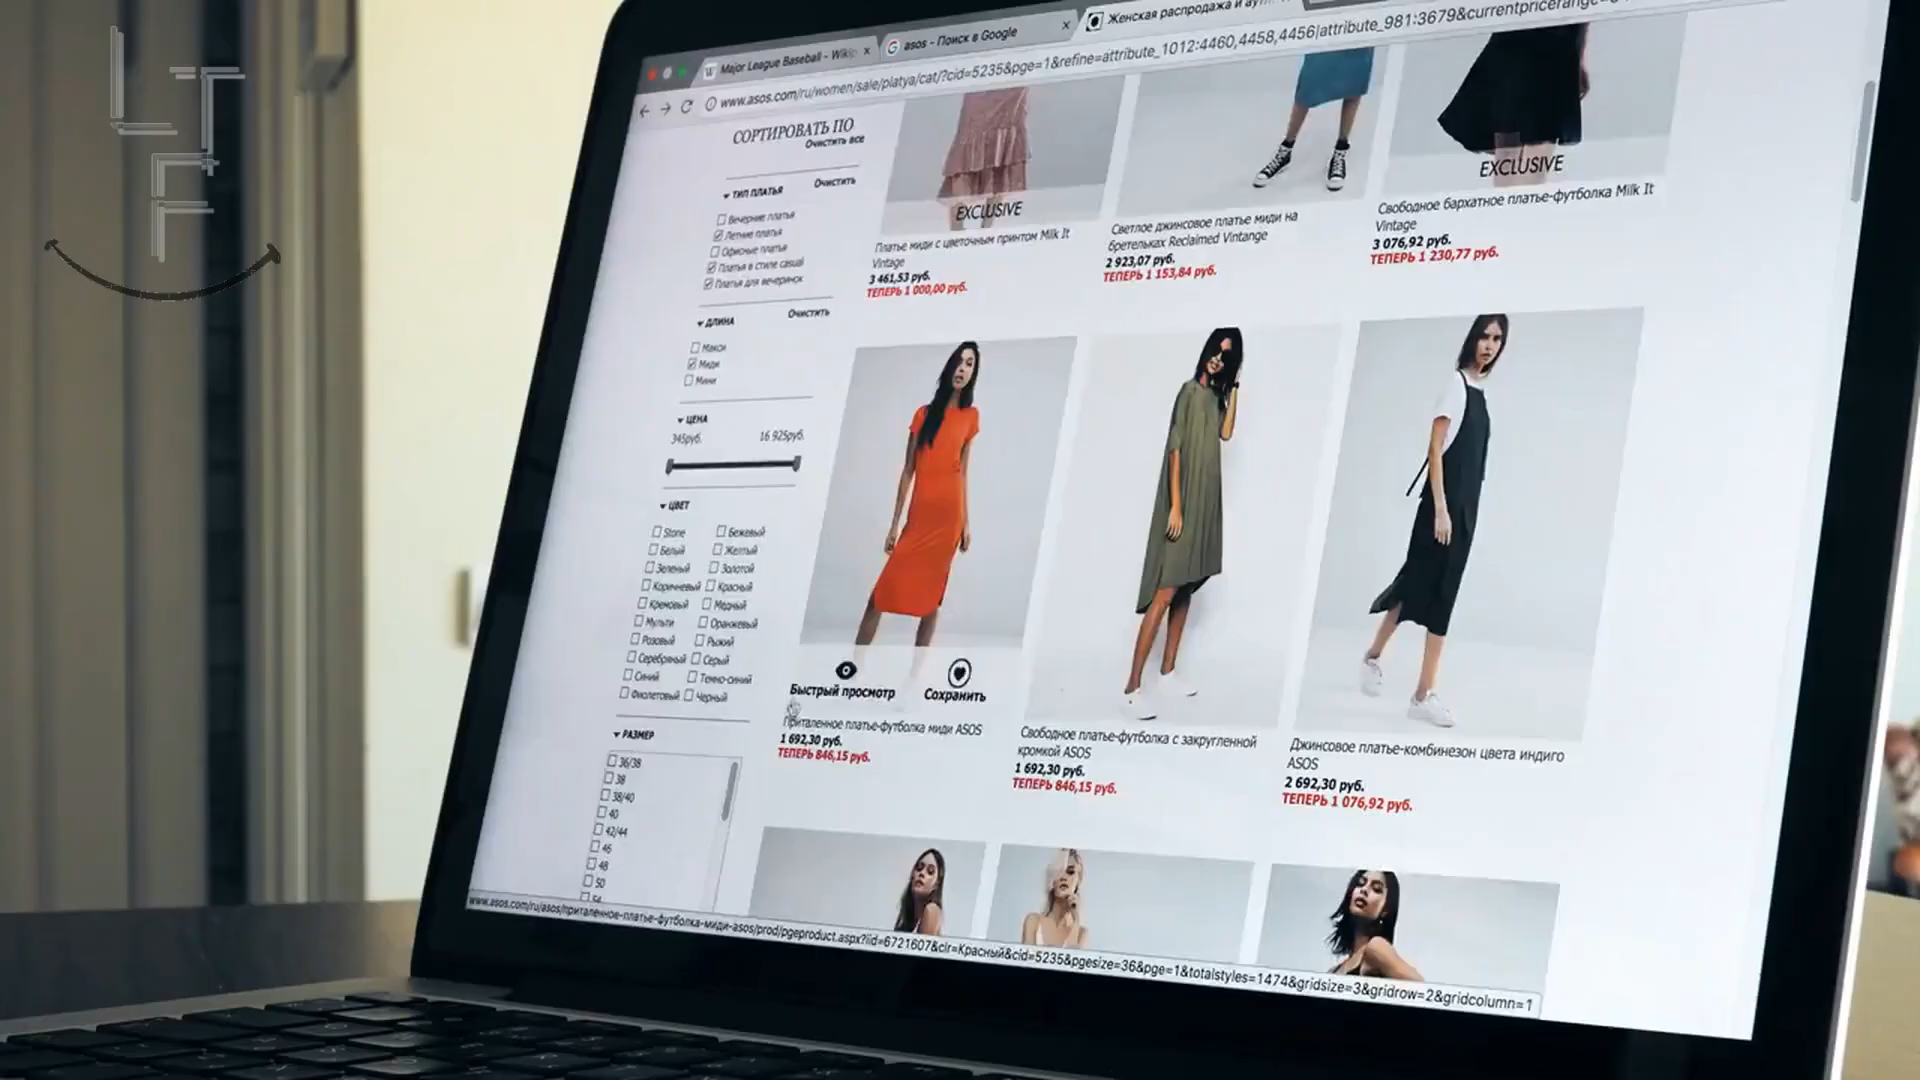 LTF
Major League Baseball - Wikip
asos - Поиск в Google
Женская распродажа и аут
www.asos.com/ru/women/sale/platya/cat/?cid=5235&pge=1&refine=attribute_1012:4460,4458,4456|attribute_981:3679&currentpricerange=
СОРТИРОВАТЬ ПО
Очистить все
ТИП ПЛАТЬЯ
Очистить
Вечерние платья
Летние платья
Офисные платья
Платья в стиле casual
Платья для вечеринок
ДЛИНА
Очистить
Макси
Миди
Мини
ЦЕНА
345руб.
16 925руб.
ЦВЕТ
Stone
Бежевый
Белый
Желтый
Зеленый
Золотой
Коричневый
Красный
Кремовый
Медный
Мульти
Оранжевый
Розовый
Рыжий
Серебряный
Серый
Синий
Темно-синий
Фиолетовый
Черный
РАЗМЕР
36/38
38
38/40
40
42/44
46
48
50
54
EXCLUSIVE
Платье миди с цветочным принтом Milk It
Vintage
3 461,53 руб.
ТЕПЕРЬ 1 000,00 руб.
Светлое джинсовое платье миди на
бретельках Reclaimed Vintange
2 923,07 руб.
ТЕПЕРЬ 1 153,84 руб.
EXCLUSIVE
Свободное бархатное платье-футболка Milk It
Vintage
3 076,92 руб.
ТЕПЕРЬ 1 230,77 руб.
Быстрый просмотр
Сохранить
Приталенное платье-футболка миди ASOS
1 692,30 руб.
ТЕПЕРЬ 846,15 руб.
Свободное платье-футболка с закругленной
кромкой ASOS
1 692,30 руб.
ТЕПЕРЬ 846,15 руб.
Джинсовое платье-комбинезон цвета индиго
ASOS
2 692,30 руб.
ТЕПЕРЬ 1 076,92 руб.
www.asos.com/ru/asos/приталенное-платье-футболка-миди-asos/prod/pgeproduct.aspx?iid=6721607&clr=Красный&cid=5235&pgesize=36&pge=1&totalstyles=1474&gridsize=3&gridrow=2&gridcolumn=1